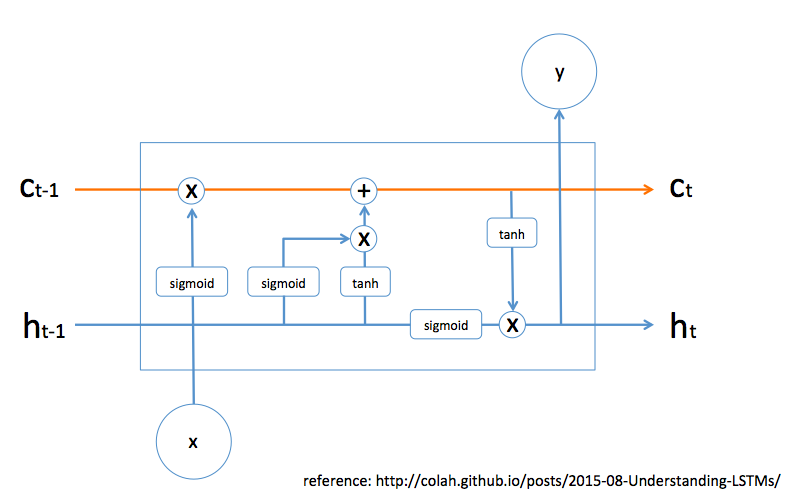 y
Ct-1
X
+
Ct
X
tanh
sigmoid
sigmoid
tanh
ht-1
sigmoid
X
ht
x
reference: http://colah.github.io/posts/2015-08-Understanding-LSTMs/